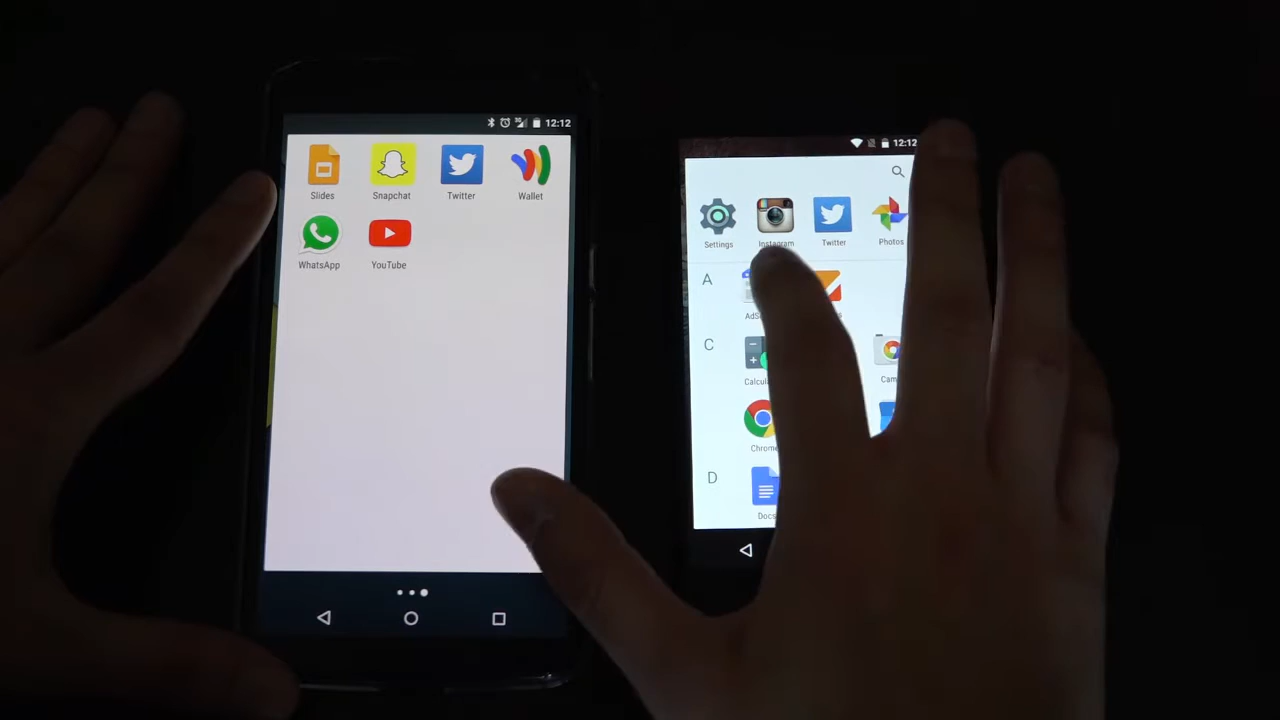 12:12
Slides
Snapchat
Twitter
Wallet
WhatsApp
YouTube
12:12
Settings
Instagram
Twitter
Photos
A
C
Chrome
D
Docs